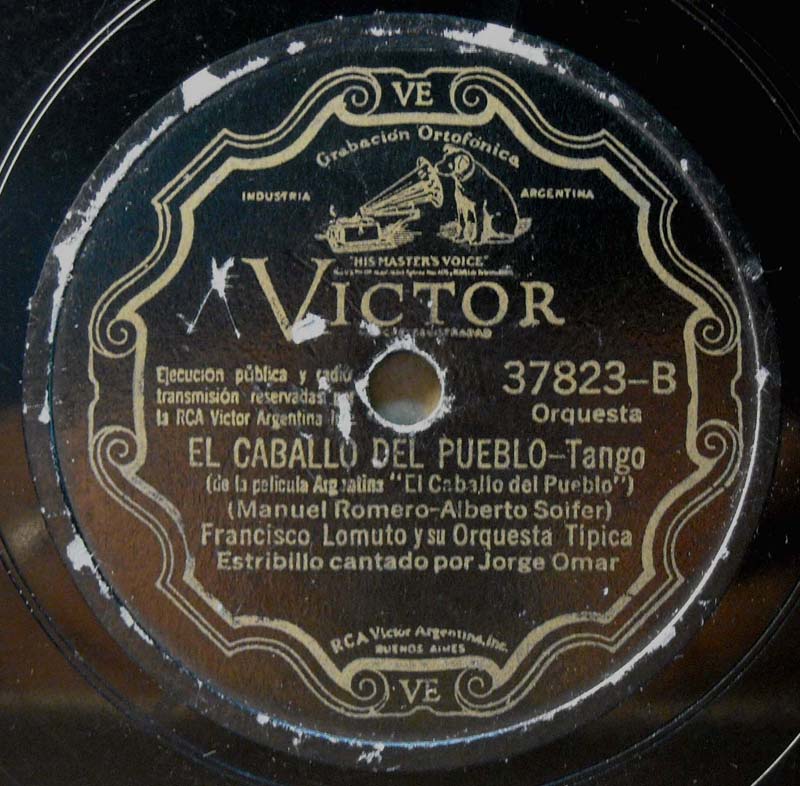 VE
Grabación Ortofónica
INDUSTRIA ARGENTINA
"HIS MASTER'S VOICE"
VICTOR
Ejecución pública y radio
transmisión reservadas
la RCA Victor Argentina
37823-B
Orquesta
EL CABALLO DEL PUEBLO-Tango
(de la película Argentina "El Caballo del Pueblo")
(Manuel Romero-Alberto Soifer)
Francisco Lomuto y su Orquesta Típica
Estribillo cantado por Jorge Omar
RCA Victor Argentina, Inc.
BUENOS AIRES
VE